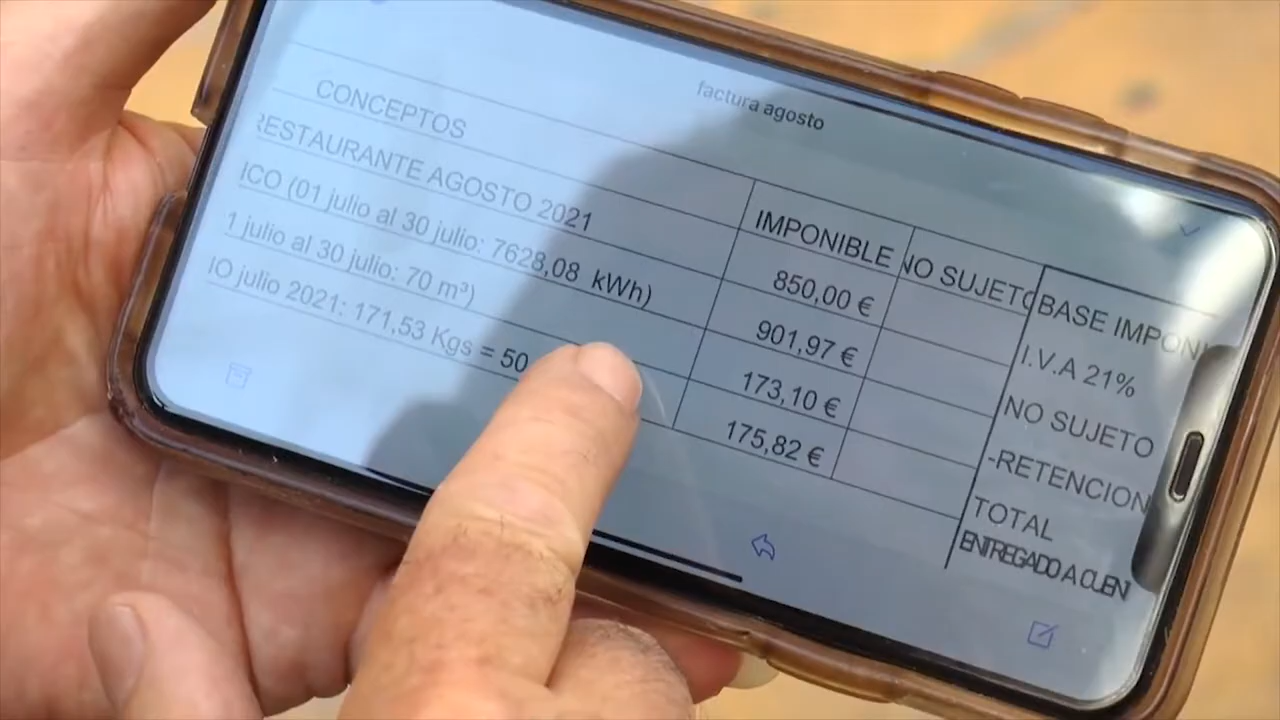 factura agosto
CONCEPTOS
IMPONIBLE
NO SUJETO
RESTAURANTE AGOSTO 2021
850,00 €
ICO (01 julio al 30 julio: 7628,08 kWh)
901,97 €
1 julio al 30 julio: 70 m³)
173,10 €
IO julio 2021: 171,53 Kgs = 50
175,82 €
BASE IMPONI
I.V.A 21%
NO SUJETO
-RETENCION
TOTAL
ENTREGADO A CUENT